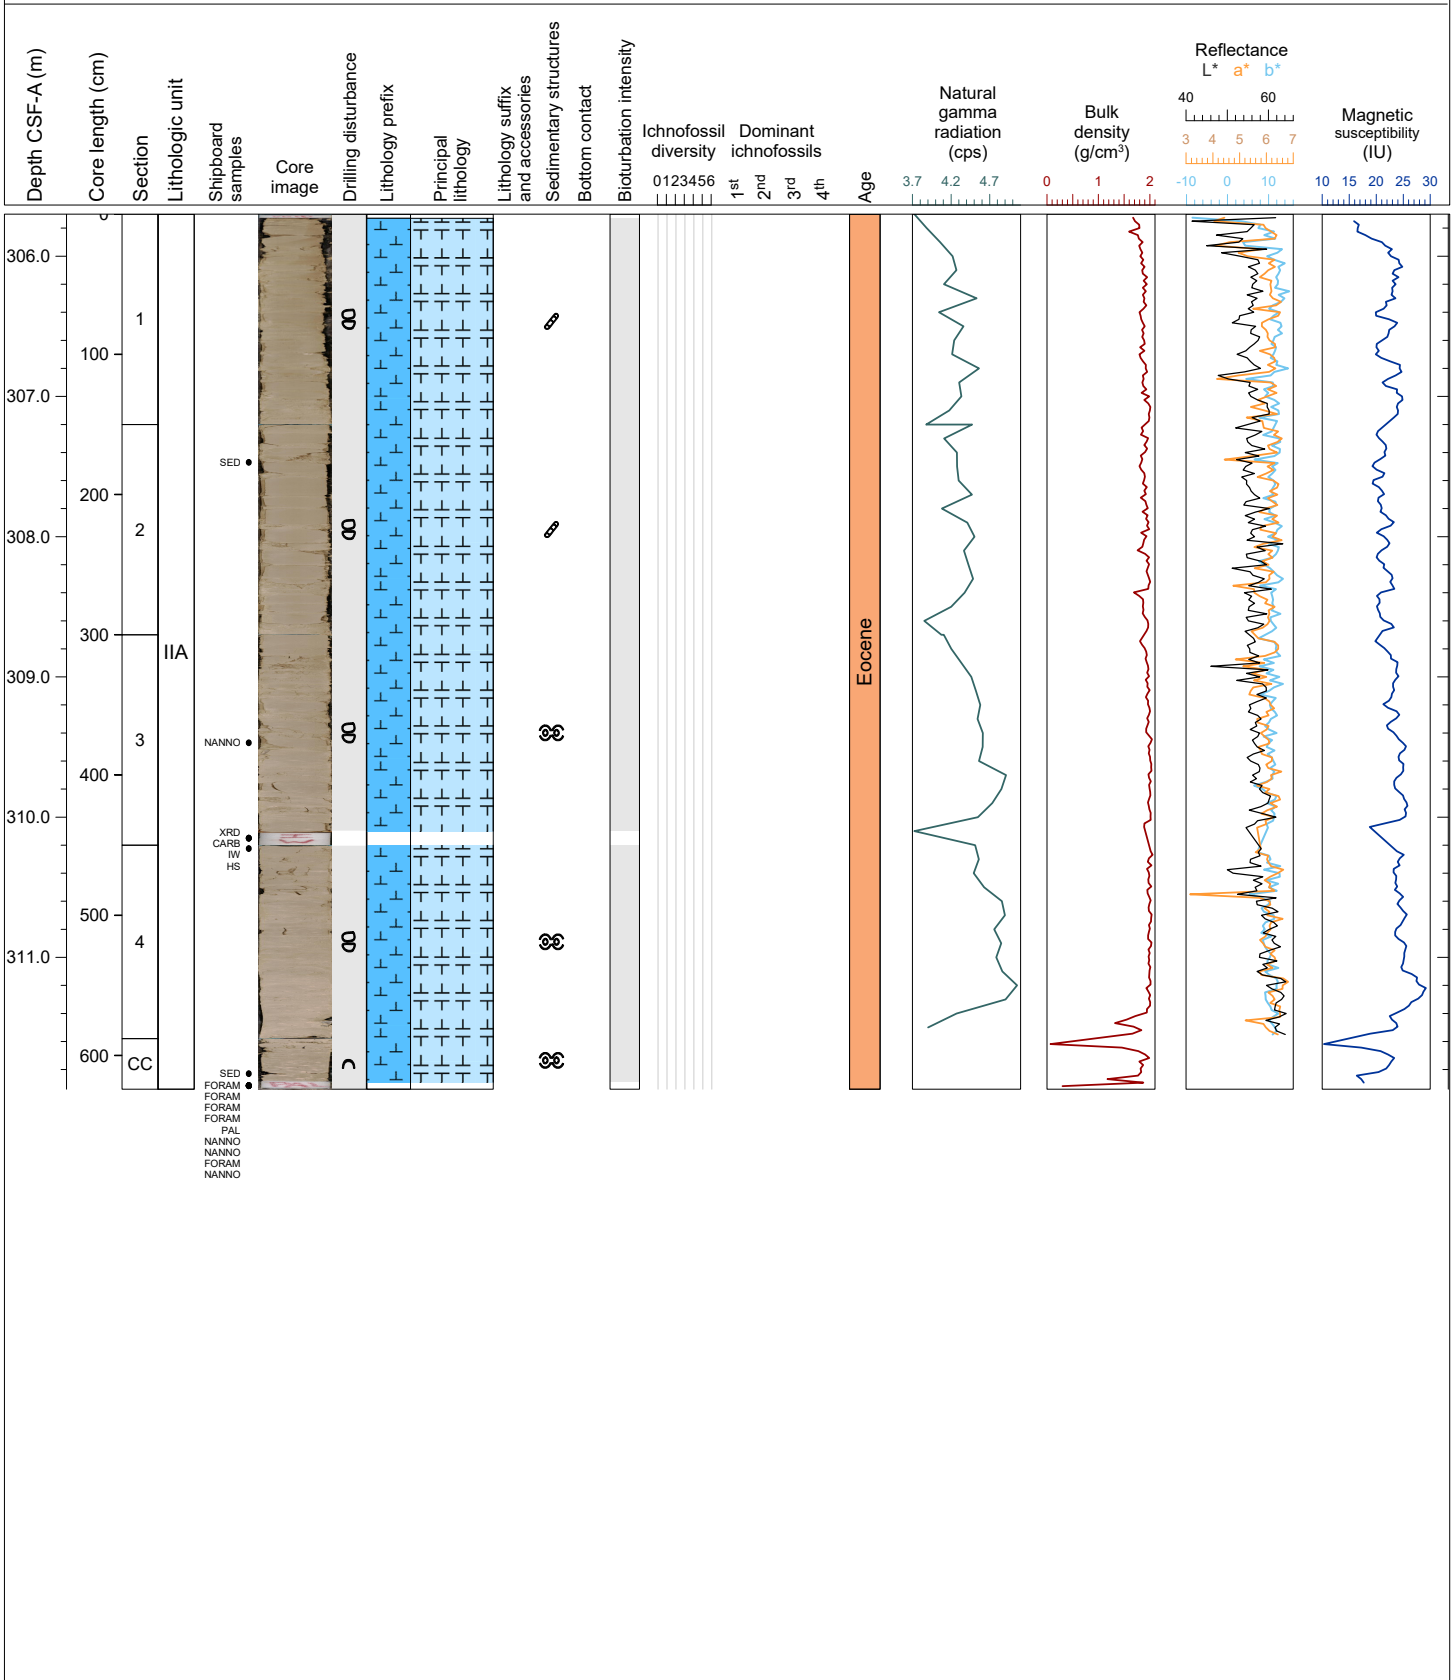 Depth CSF-A (m)
Core length (cm)
Section
Lithologic unit
Shipboard
samples
Core
image
Drilling disturbance
Lithology prefix
Principal
lithology
Lithology suffix
and accessories
Sedimentary structures
Bottom contact
Bioturbation intensity
Ichnofossil
diversity
0123456
Dominant
ichnofossils
1st
2nd
3rd
4th
Age
Natural
gamma
radiation
(cps)
3.7 4.2 4.7
Bulk
density
(g/cm³)
0 1 2
Reflectance
L* a* b*
40 60
3 4 5 6 7
-10 0 10
Magnetic
susceptibility
(IU)
10 15 20 25 30
0
306.0
1
100
307.0
SED
200
2
308.0
300
IIA
Eocene
309.0
3
NANNO
400
310.0
XRD
CARB
IW
HS
500
4
311.0
600
CC
SED
FORAM
FORAM
FORAM
FORAM
PAL
NANNO
NANNO
FORAM
NANNO